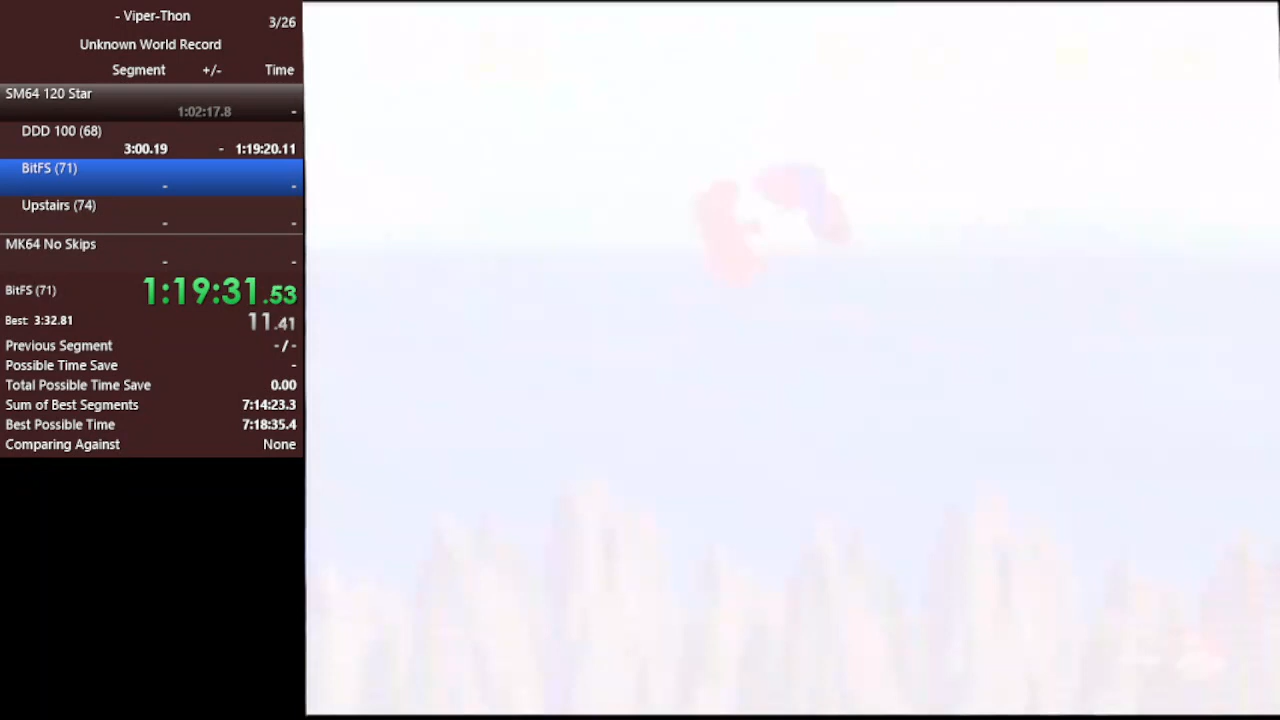 - Viper-Thon
3/26
Unknown World Record
Segment +/- Time
SM64 120 Star
1:02:17.8 -
DDD 100 (68)
3:00.19 - 1:19:20.11
BitFS (71)
- -
Upstairs (74)
- -
MK64 No Skips
- -
BitFS (71) 1:19:31.53
Best: 3:32.81 11.41
Previous Segment - / -
Possible Time Save -
Total Possible Time Save 0.00
Sum of Best Segments 7:14:23.3
Best Possible Time 7:18:35.4
Comparing Against None